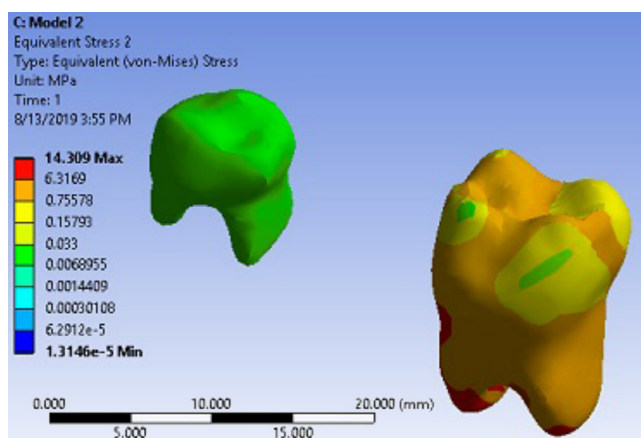 C: Model 2
Equivalent Stress 2
Type: Equivalent (von-Mises) Stress
Unit: MPa
Time: 1
8/13/2019 3:55 PM
14.309 Max
6.3169
0.75578
0.15793
0.033
0.0068955
0.0014409
0.00030108
6.2912e-5
1.3146e-5 Min
0.000 10.000 20.000 (mm)
5.000 15.000